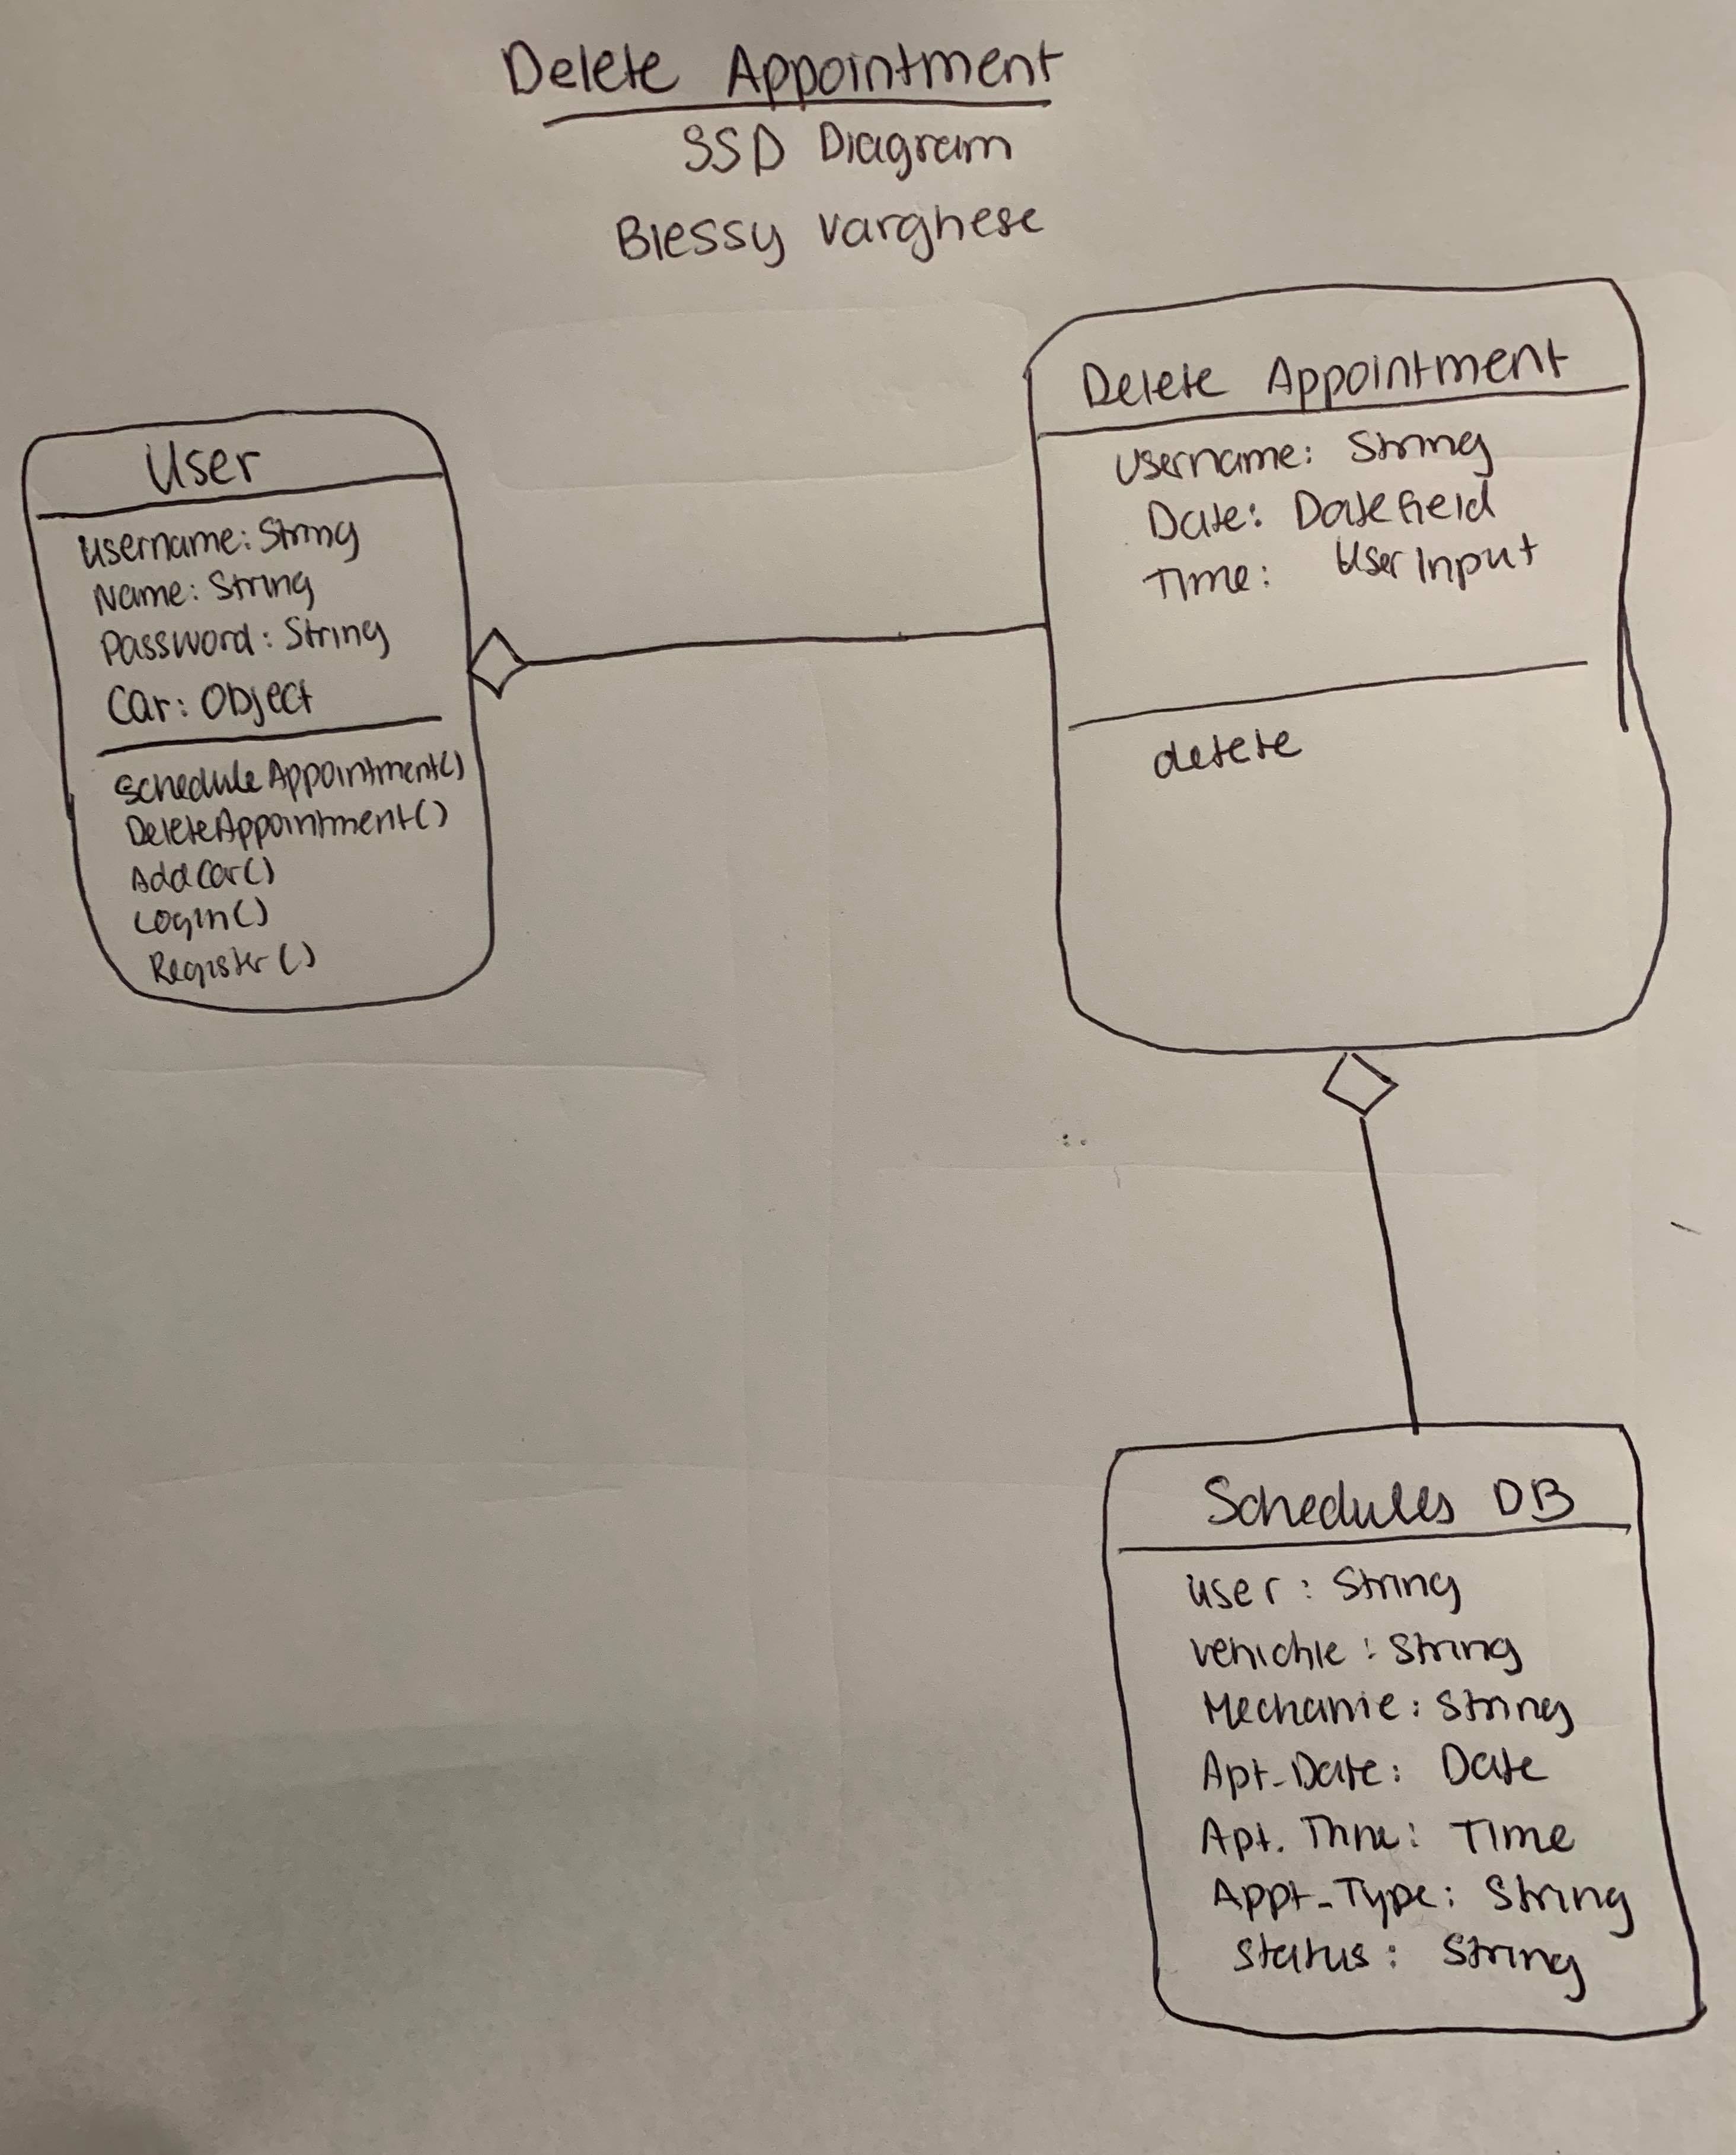 Delete Appointment
SSD Diagram
Blessy Varghese
User
Username: String
Name: String
Password: String
Car: Object
ScheduleAppointment()
DeleteAppointment()
AddCar()
Login()
Register()
Delete Appointment
Username: String
Date: Datefield
Time: User Input
delete
Schedules DB
User: String
Vehichle: String
Mechanic: String
Apt_Date: Date
Apt. Time: Time
Appt_Type: String
Status: String